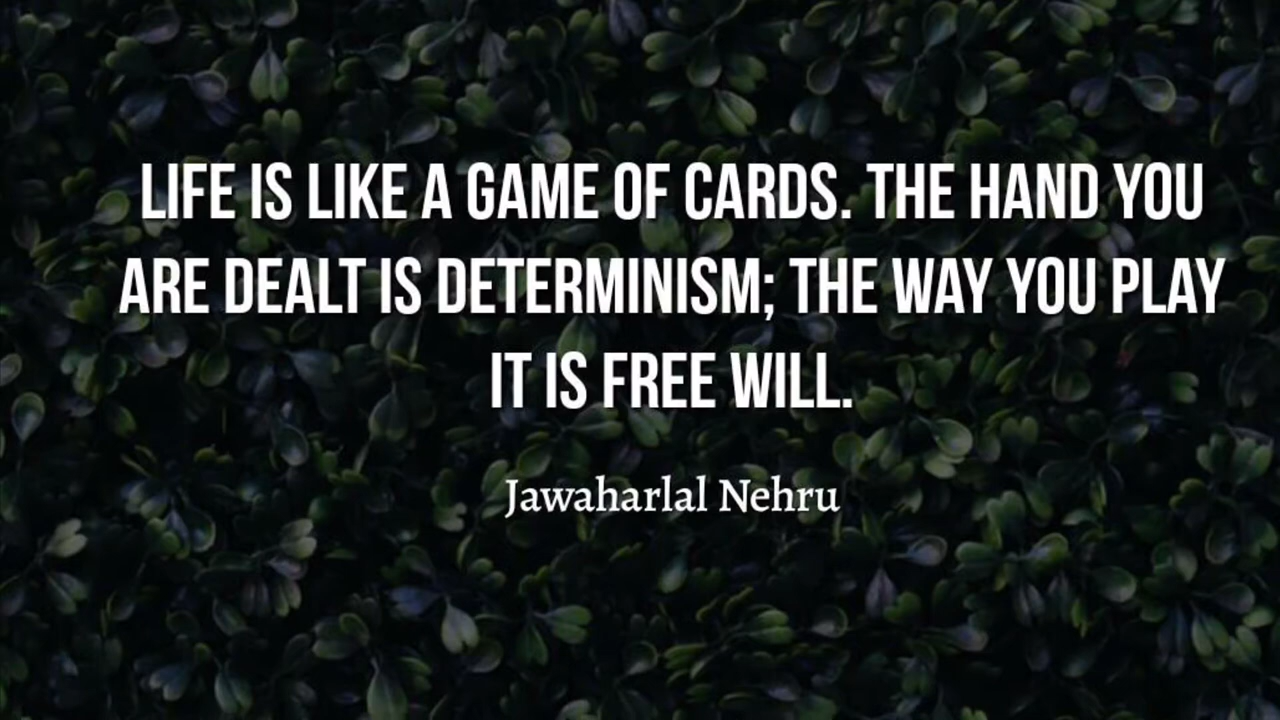 LIFE IS LIKE A GAME OF CARDS. THE HAND YOU
ARE DEALT IS DETERMINISM; THE WAY YOU PLAY
IT IS FREE WILL.
Jawaharlal Nehru